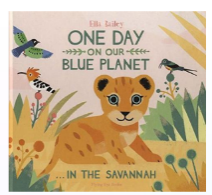 Ella Bailey
ONE DAY
ON OUR
BLUE PLANET
...IN THE SAVANNAH